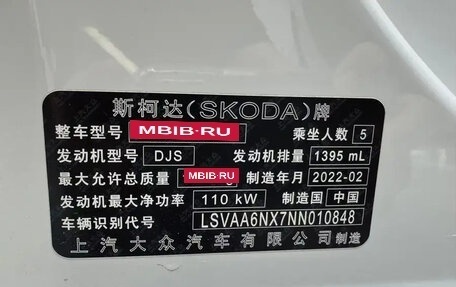 斯柯达(SKODA)牌
整车型号 MBIB·RU 乘坐人数 5
发动机型号 DJS 发动机排量 1395 mL
最大允许总质量 MBIB.RU 制造年月 2022-02
发动机最大净功率 110 kW 制造国 中国
车辆识别代号 LSVAA6NX7NN010848
上汽大众汽车有限公司 制造